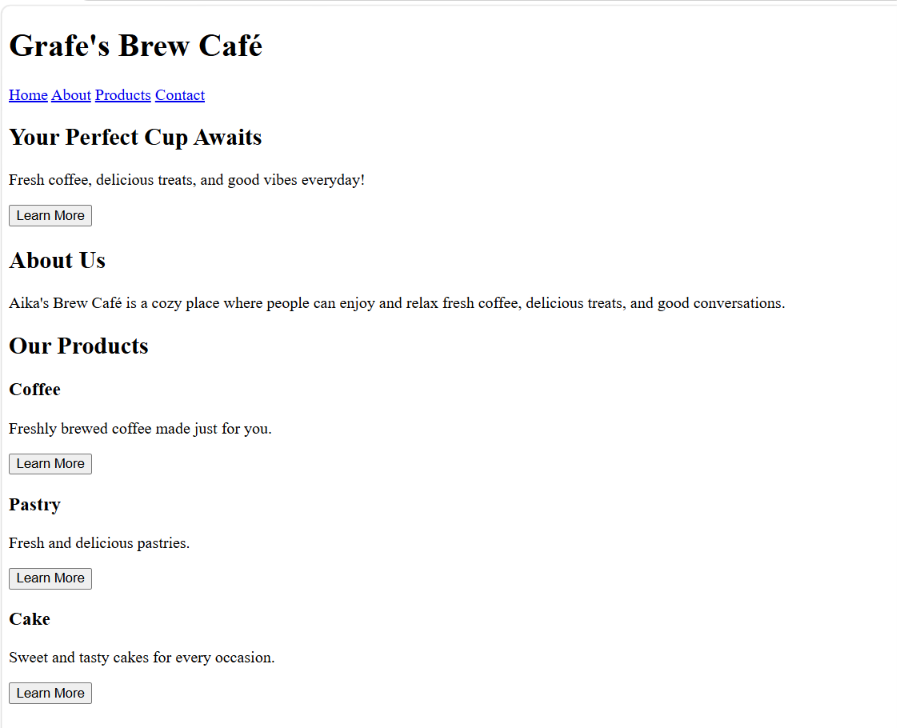 Grafe's Brew Café
Home About Products Contact
Your Perfect Cup Awaits
Fresh coffee, delicious treats, and good vibes everyday!
Learn More
About Us
Aika's Brew Café is a cozy place where people can enjoy and relax fresh coffee, delicious treats, and good conversations.
Our Products
Coffee
Freshly brewed coffee made just for you.
Learn More
Pastry
Fresh and delicious pastries.
Learn More
Cake
Sweet and tasty cakes for every occasion.
Learn More